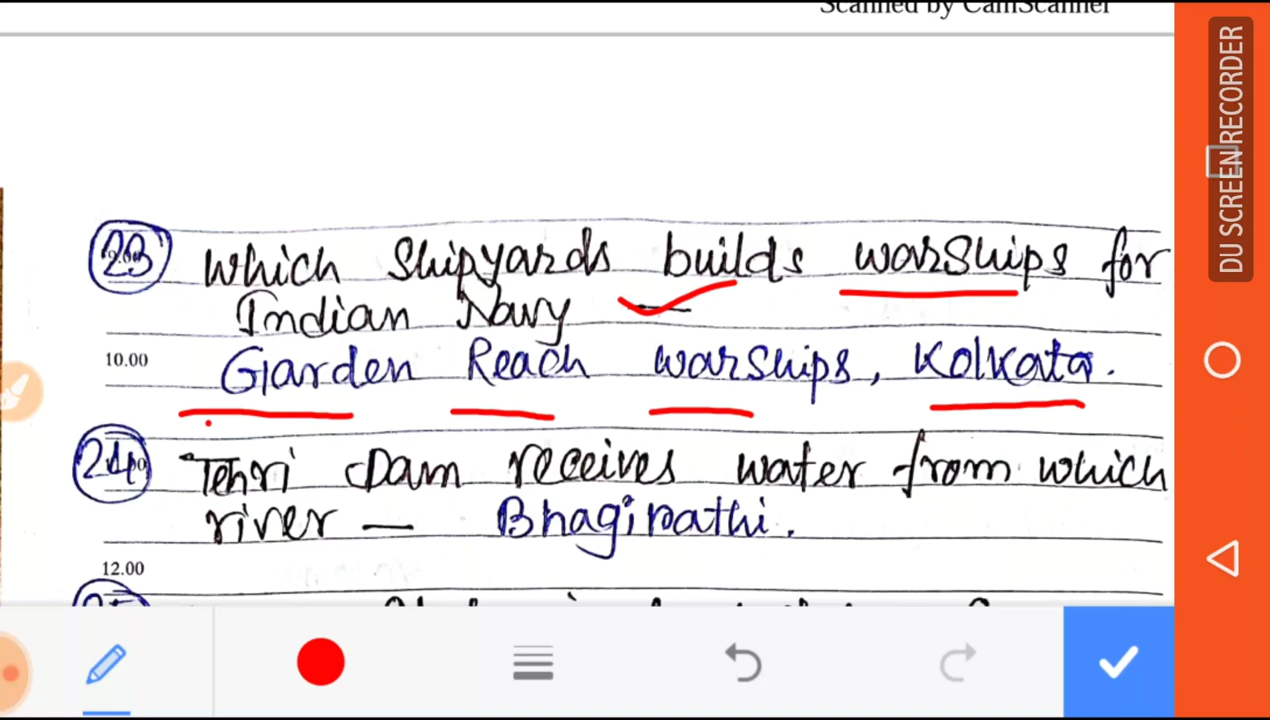 Scanned by CamScanner
DU SCREEN RECORDER
23 Which Shipyards builds warships for
Indian Navy —
10.00
Garden Reach warships, Kolkata.
24 Tehri Dam receives water from which
river — Bhagirathi.
12.00